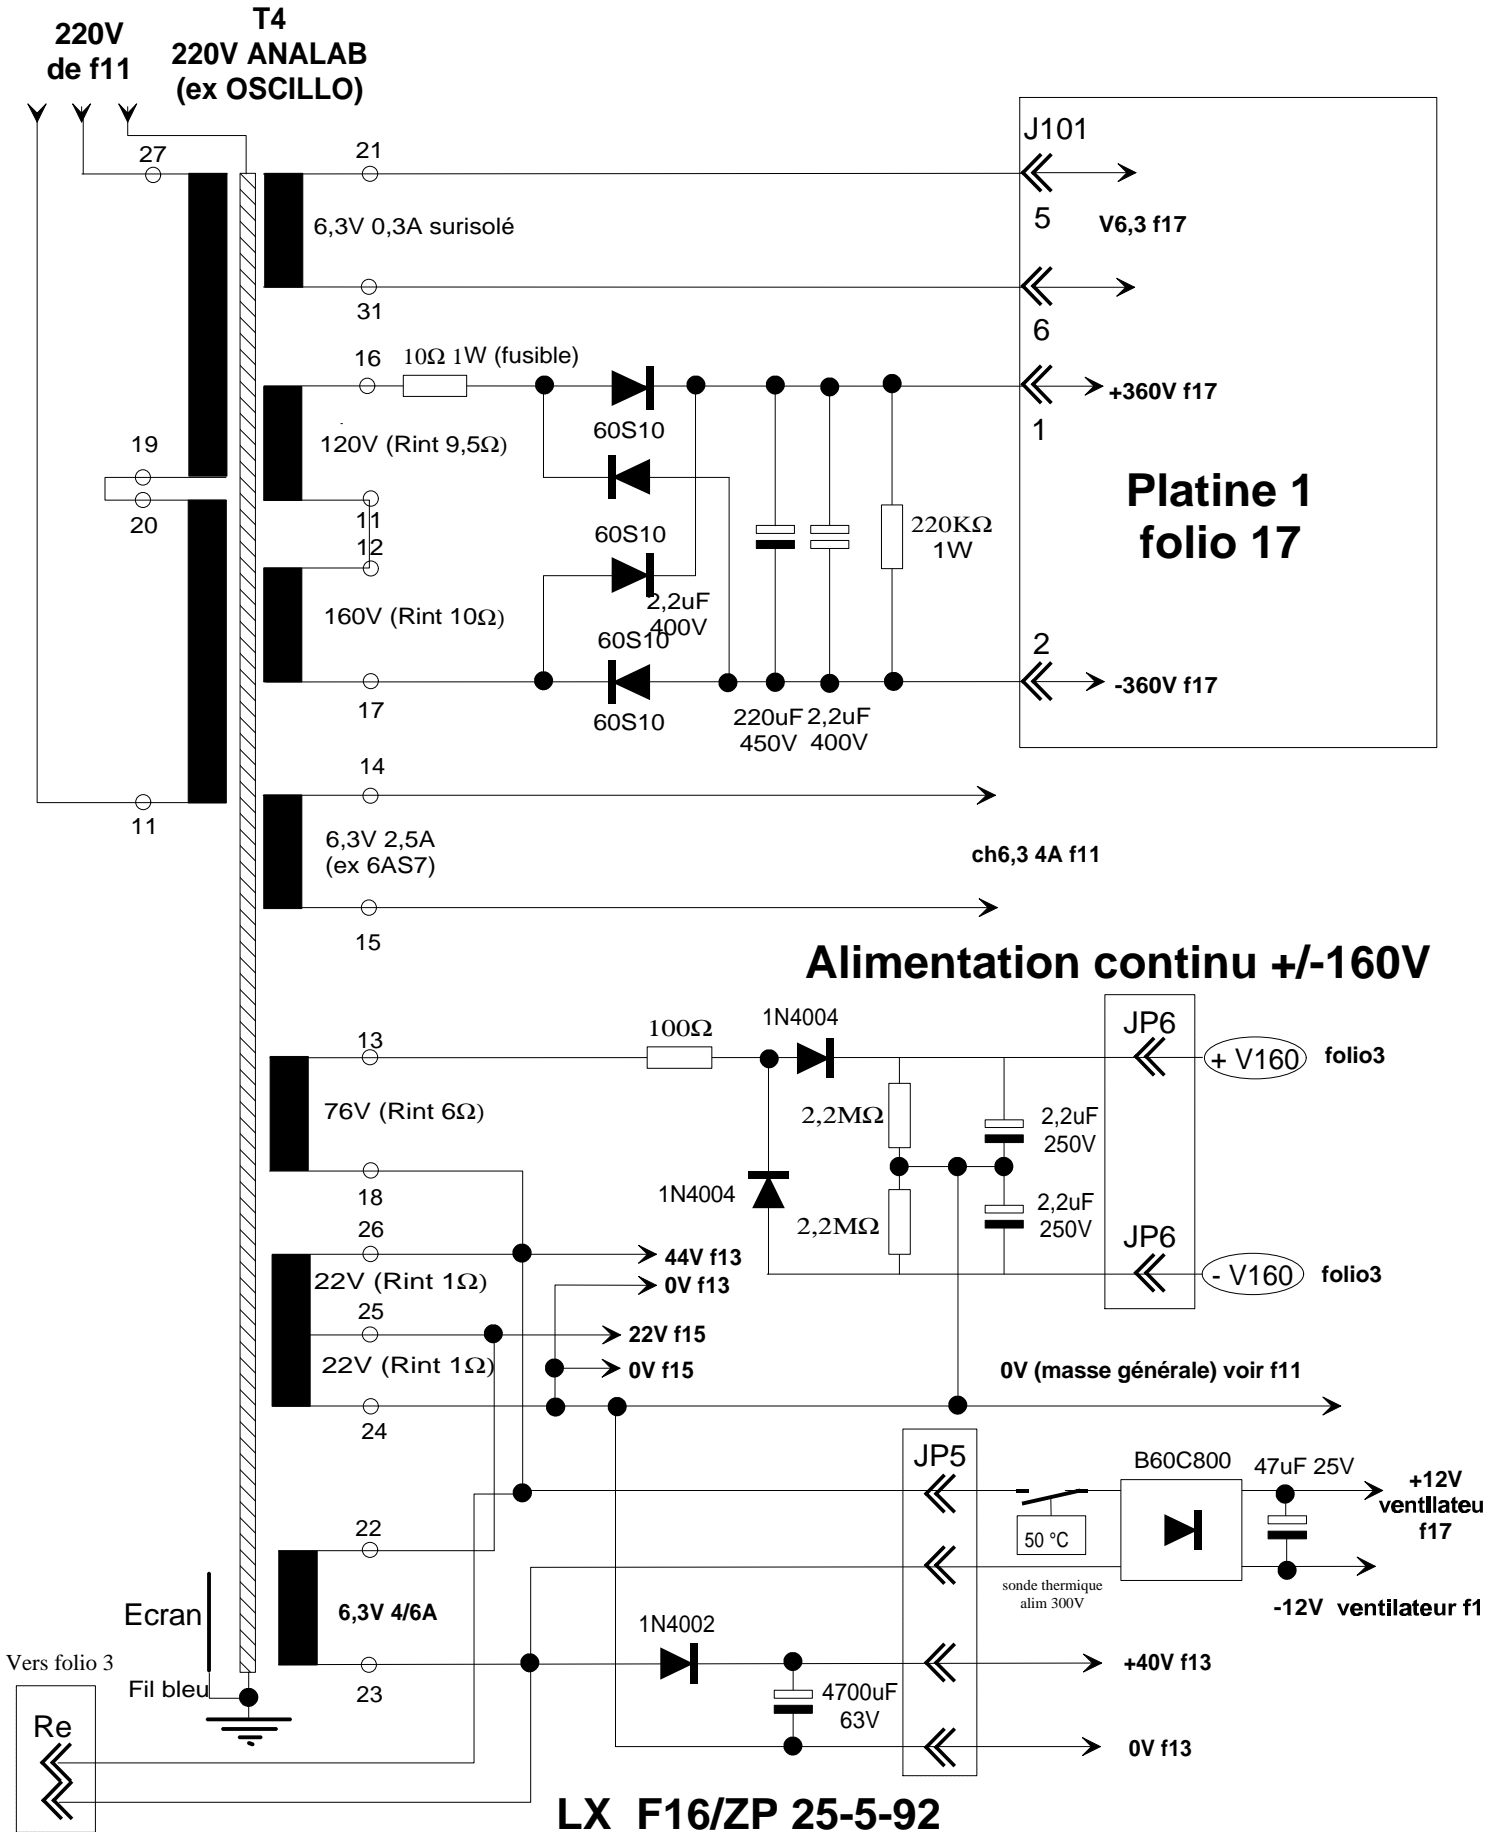 220V
de f11
T4
220V ANALAB
(ex OSCILLO)
27
21
J101
6,3V 0,3A surisolé
5
V6,3 f17
31
6
16
10Ω 1W (fusible)
+360V f17
60S10
1
19
120V (Rint 9,5Ω)
20
11
12
60S10
220KΩ
1W
Platine 1
folio 17
160V (Rint 10Ω)
2,2uF
400V
60S10
2
-360V f17
17
60S10
220uF
450V
2,2uF
400V
14
11
6,3V 2,5A
(ex 6AS7)
ch6,3 4A f11
15
Alimentation continu +/-160V
13
100Ω
1N4004
JP6
+ V160
folio3
76V (Rint 6Ω)
2,2MΩ
2,2uF
250V
18
1N4004
2,2MΩ
2,2uF
250V
JP6
- V160
folio3
26
44V f13
22V (Rint 1Ω)
0V f13
25
22V f15
22V (Rint 1Ω)
0V f15
0V (masse générale) voir f11
24
JP5
B60C800
47uF 25V
+12V
ventilateu
f17
22
50 °C
sonde thermique
alim 300V
-12V ventilateur f1
Ecran
6,3V 4/6A
1N4002
Vers folio 3
Fil bleu
23
+40V f13
4700uF
63V
Re
0V f13
LX F16/ZP 25-5-92